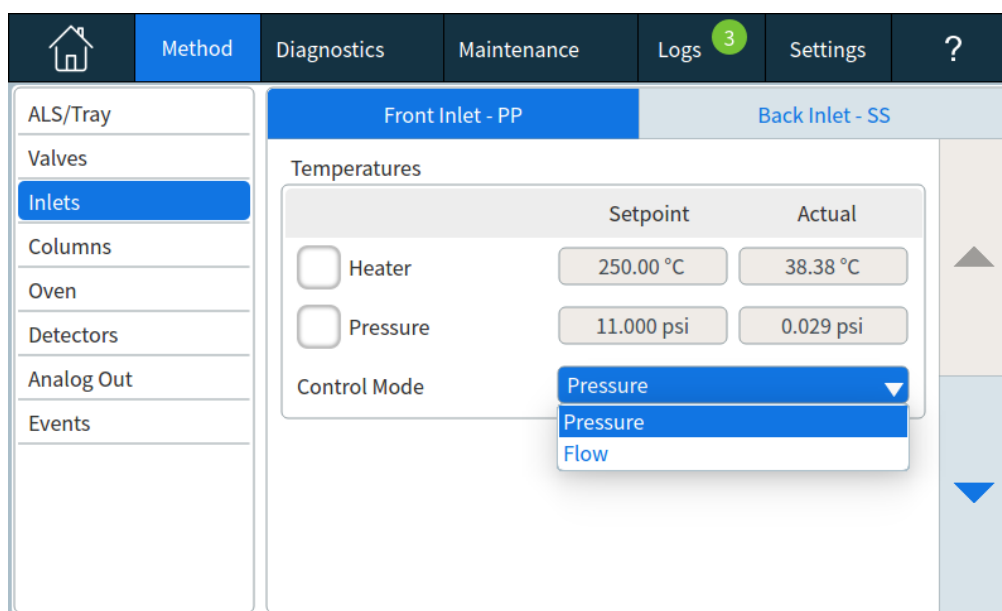 Method Diagnostics Maintenance Logs 3 Settings ?
ALS/Tray
Valves
Inlets
Columns
Oven
Detectors
Analog Out
Events
Front Inlet - PP Back Inlet - SS
Temperatures
Setpoint Actual
Heater 250.00 °C 38.38 °C
Pressure 11.000 psi 0.029 psi
Control Mode Pressure
Pressure
Flow